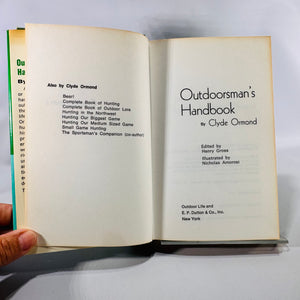 Ou
Ha
Also by Clyde Ormond
Bear!
Complete Book of Hunting
Complete Book of Outdoor Lore
Hunting in the Northwest
Hunting Our Biggest Game
Hunting Our Medium Sized Game
Small Game Hunting
The Sportsman's Companion (co-author)
Outdoorsman's
Handbook
By Clyde Ormond
Edited by
Henry Gross
Illustrated by
Nicholas Amorosi
Outdoor Life and
E. P. Dutton & Co., Inc.
New York